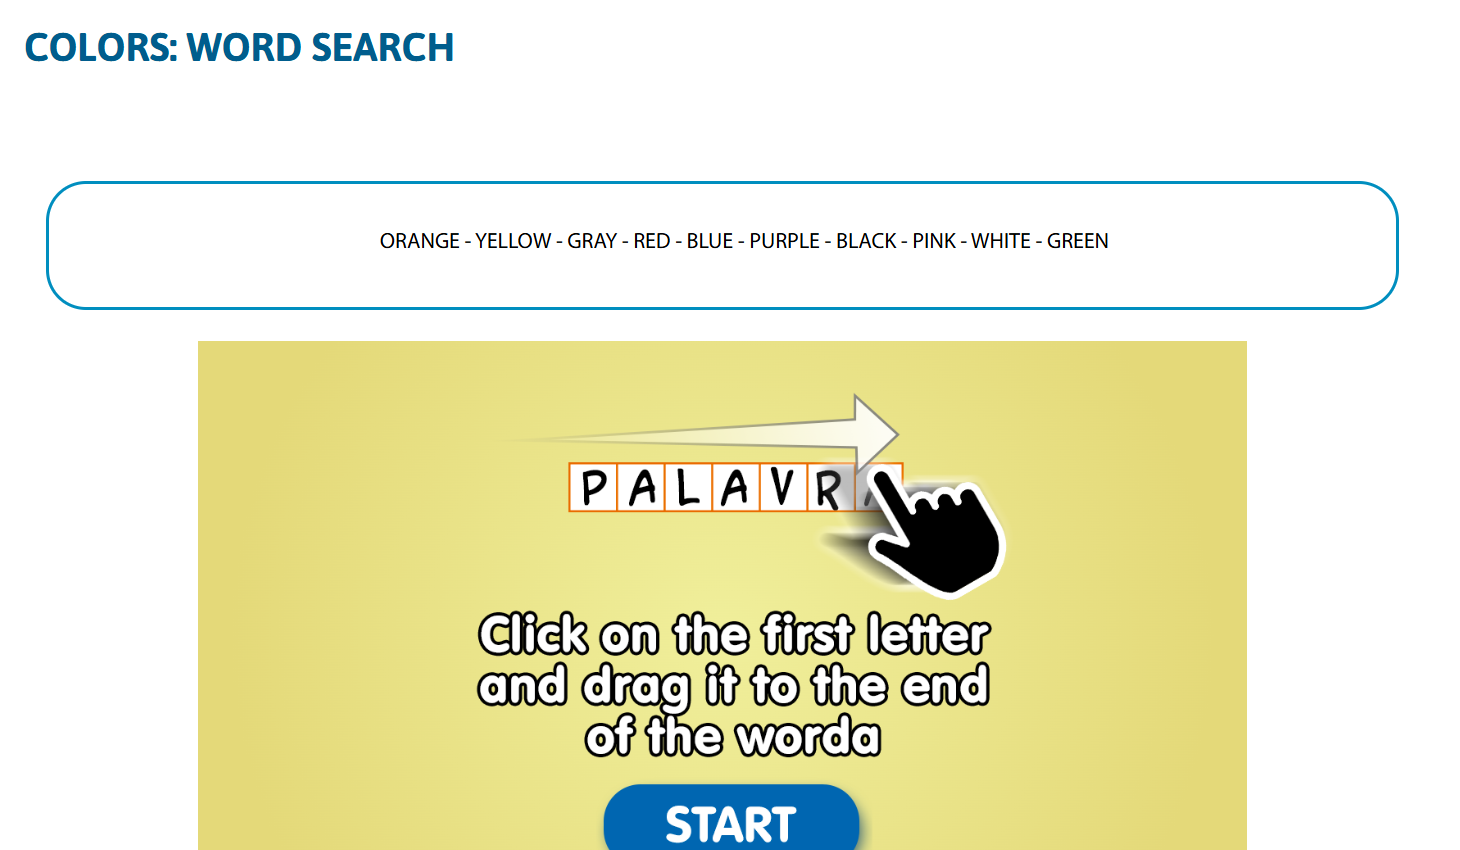 COLORS: WORD SEARCH
ORANGE - YELLOW - GRAY - RED - BLUE - PURPLE - BLACK - PINK - WHITE - GREEN
PALAVRA
Click on the first letter
and drag it to the end
of the worda
START